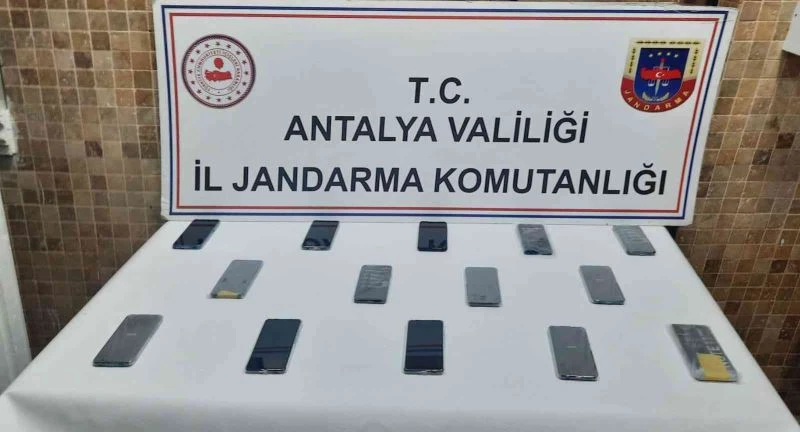 T.C.
ANTALYA VALİLİĞİ
İL JANDARMA KOMUTANLIĞI
JANDARMA